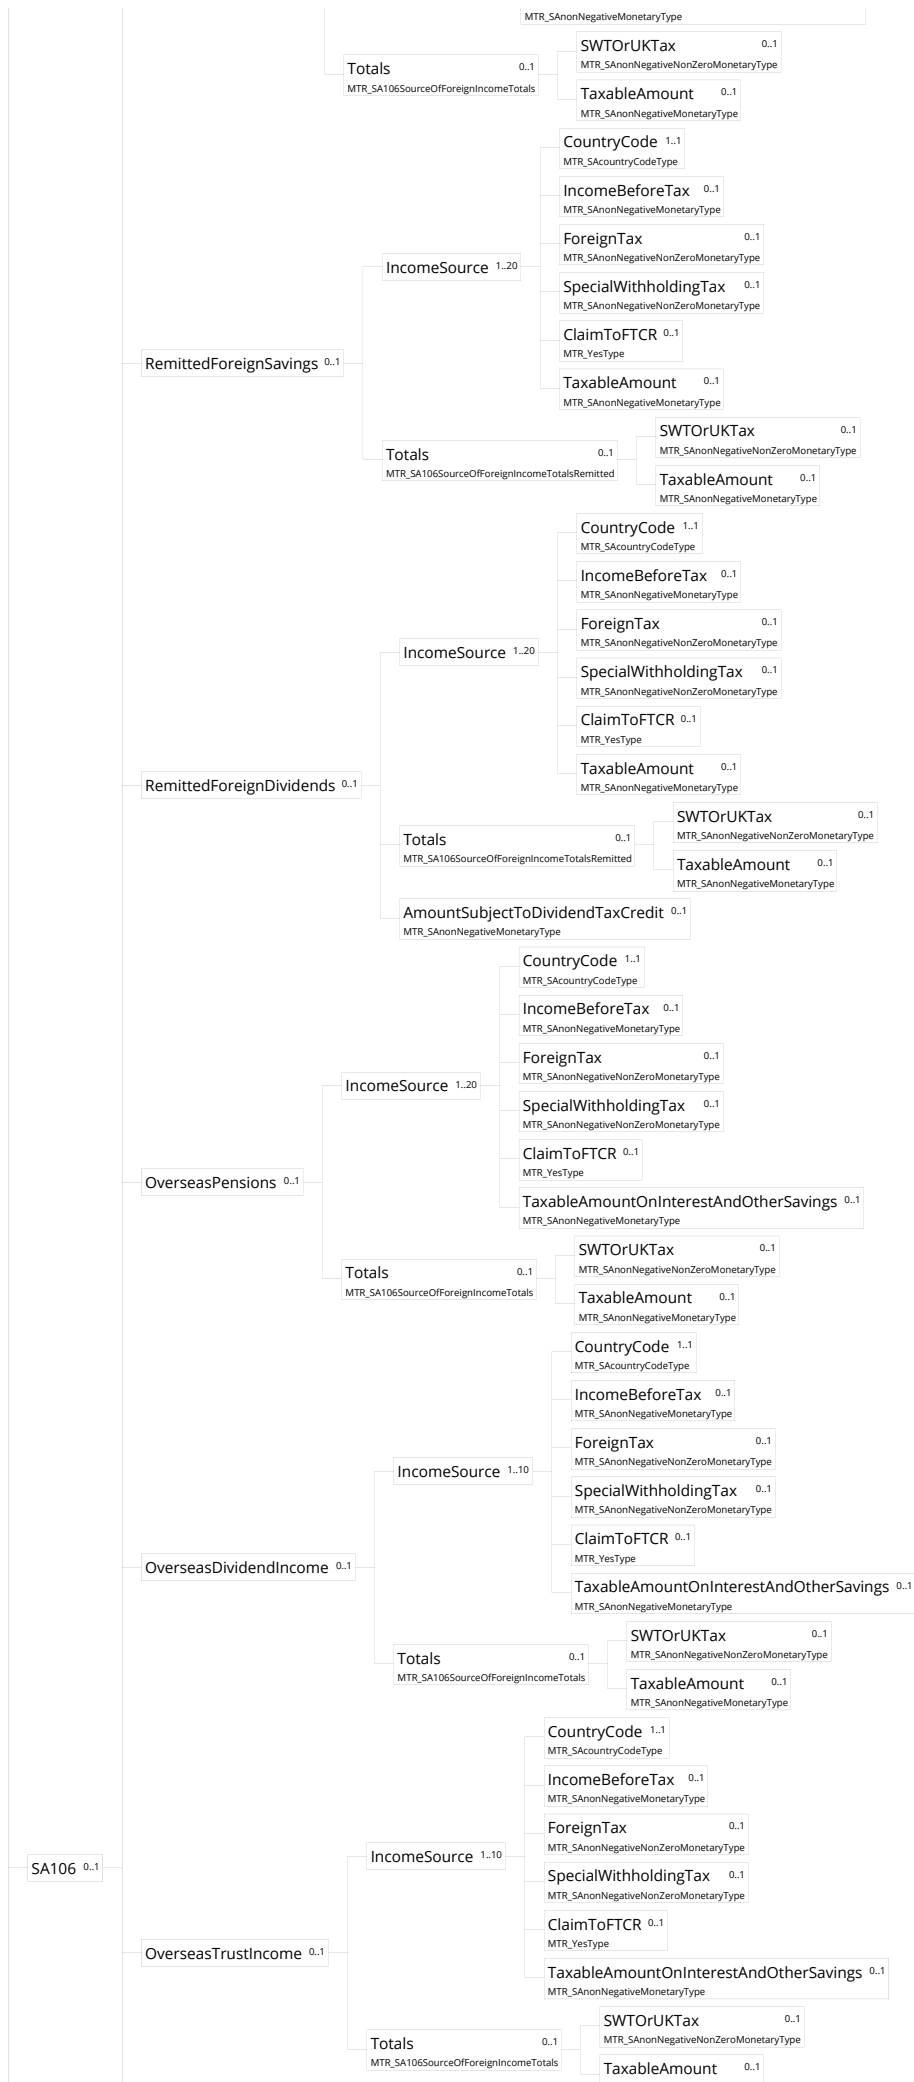 MTR_SAnonNegativeMonetaryType
SWTOrUKTax 0..1
MTR_SAnonNegativeNonZeroMonetaryType
Totals 0..1
MTR_SA106SourceOfForeignIncomeTotals
TaxableAmount 0..1
MTR_SAnonNegativeMonetaryType
CountryCode 1..1
MTR_SAcountryCodeType
IncomeBeforeTax 0..1
MTR_SAnonNegativeMonetaryType
ForeignTax 0..1
MTR_SAnonNegativeNonZeroMonetaryType
IncomeSource 1..20
SpecialWithholdingTax 0..1
MTR_SAnonNegativeNonZeroMonetaryType
ClaimToFTCR 0..1
MTR_YesType
RemittedForeignSavings 0..1
TaxableAmount 0..1
MTR_SAnonNegativeMonetaryType
SWTOrUKTax 0..1
MTR_SAnonNegativeNonZeroMonetaryType
Totals 0..1
MTR_SA106SourceOfForeignIncomeTotalsRemitted
TaxableAmount 0..1
MTR_SAnonNegativeMonetaryType
CountryCode 1..1
MTR_SAcountryCodeType
IncomeBeforeTax 0..1
MTR_SAnonNegativeMonetaryType
ForeignTax 0..1
MTR_SAnonNegativeNonZeroMonetaryType
IncomeSource 1..20
SpecialWithholdingTax 0..1
MTR_SAnonNegativeNonZeroMonetaryType
ClaimToFTCR 0..1
MTR_YesType
TaxableAmount 0..1
MTR_SAnonNegativeMonetaryType
RemittedForeignDividends 0..1
SWTOrUKTax 0..1
MTR_SAnonNegativeNonZeroMonetaryType
Totals 0..1
MTR_SA106SourceOfForeignIncomeTotalsRemitted
TaxableAmount 0..1
MTR_SAnonNegativeMonetaryType
AmountSubjectToDividendTaxCredit 0..1
MTR_SAnonNegativeMonetaryType
CountryCode 1..1
MTR_SAcountryCodeType
IncomeBeforeTax 0..1
MTR_SAnonNegativeMonetaryType
ForeignTax 0..1
MTR_SAnonNegativeNonZeroMonetaryType
IncomeSource 1..20
SpecialWithholdingTax 0..1
MTR_SAnonNegativeNonZeroMonetaryType
ClaimToFTCR 0..1
MTR_YesType
OverseasPensions 0..1
TaxableAmountOnInterestAndOtherSavings 0..1
MTR_SAnonNegativeMonetaryType
SWTOrUKTax 0..1
MTR_SAnonNegativeNonZeroMonetaryType
Totals 0..1
MTR_SA106SourceOfForeignIncomeTotals
TaxableAmount 0..1
MTR_SAnonNegativeMonetaryType
CountryCode 1..1
MTR_SAcountryCodeType
IncomeBeforeTax 0..1
MTR_SAnonNegativeMonetaryType
ForeignTax 0..1
MTR_SAnonNegativeNonZeroMonetaryType
IncomeSource 1..10
SpecialWithholdingTax 0..1
MTR_SAnonNegativeNonZeroMonetaryType
ClaimToFTCR 0..1
MTR_YesType
OverseasDividendIncome 0..1
TaxableAmountOnInterestAndOtherSavings 0..1
MTR_SAnonNegativeMonetaryType
SWTOrUKTax 0..1
MTR_SAnonNegativeNonZeroMonetaryType
Totals 0..1
MTR_SA106SourceOfForeignIncomeTotals
TaxableAmount 0..1
MTR_SAnonNegativeMonetaryType
CountryCode 1..1
MTR_SAcountryCodeType
IncomeBeforeTax 0..1
MTR_SAnonNegativeMonetaryType
ForeignTax 0..1
MTR_SAnonNegativeNonZeroMonetaryType
IncomeSource 1..10
SA106 0..1
SpecialWithholdingTax 0..1
MTR_SAnonNegativeNonZeroMonetaryType
ClaimToFTCR 0..1
MTR_YesType
OverseasTrustIncome 0..1
TaxableAmountOnInterestAndOtherSavings 0..1
MTR_SAnonNegativeMonetaryType
SWTOrUKTax 0..1
MTR_SAnonNegativeNonZeroMonetaryType
Totals 0..1
MTR_SA106SourceOfForeignIncomeTotals
TaxableAmount 0..1